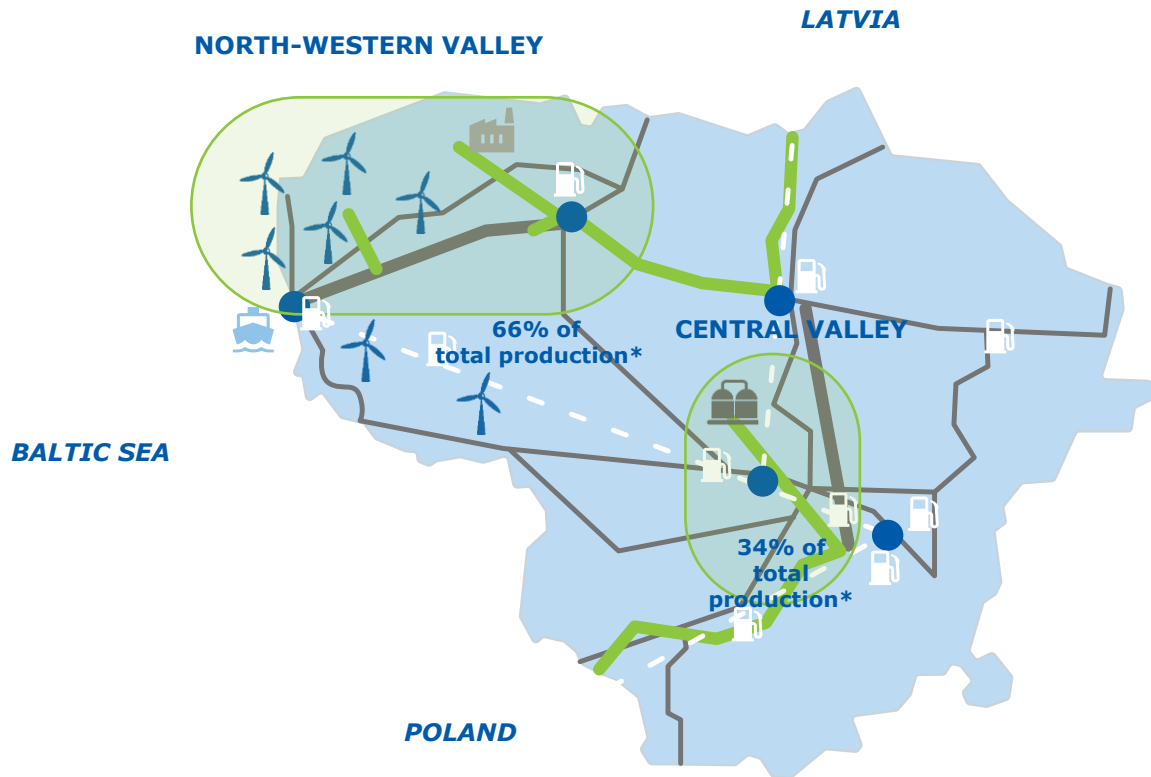 LATVIA
NORTH-WESTERN VALLEY
66% of
total production*
CENTRAL VALLEY
BALTIC SEA
34% of
total
production*
POLAND